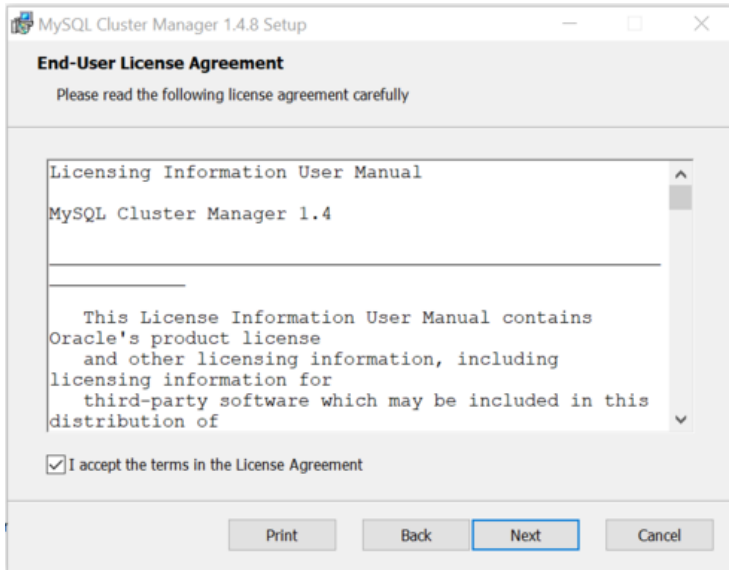 MySQL Cluster Manager 1.4.8 Setup
End-User License Agreement
Please read the following license agreement carefully
Licensing Information User Manual
MySQL Cluster Manager 1.4
This License Information User Manual contains
Oracle's product license
and other licensing information, including
licensing information for
third-party software which may be included in this
distribution of
I accept the terms in the License Agreement
Print
Back
Next
Cancel